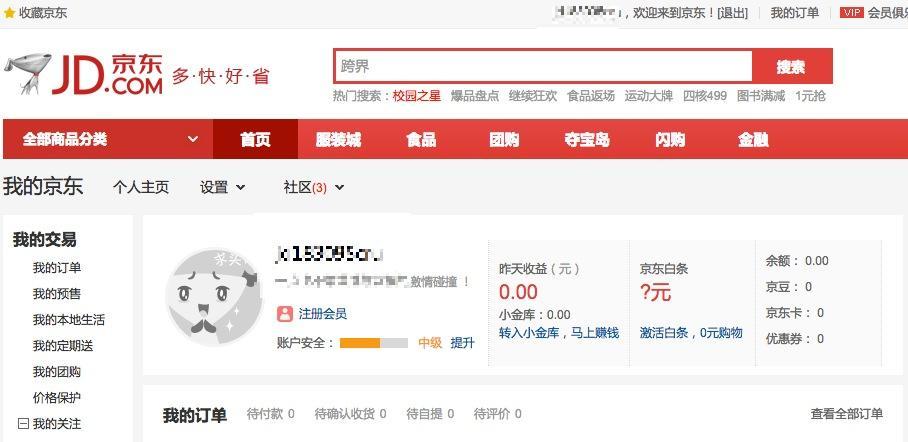 收藏京东
，欢迎来到京东！[退出] 我的订单 VIP 会员俱
JD.COM 京东
多·快·好·省
跨界
搜索
热门搜索：校园之星 爆品盘点 继续狂欢 食品返场 运动大牌 四核499 图书满减 1元抢
全部商品分类 首页 服装城 食品 团购 夺宝岛 闪购 金融
我的京东 个人主页 设置 社区(3)
我的交易
我的订单
我的预售
我的本地生活
我的定期送
我的团购
价格保护
我的关注
激情碰撞 ！
注册会员
账户安全： 中级 提升
昨天收益（元）
0.00
小金库：0.00
转入小金库，马上赚钱
京东白条
?元
激活白条，0元购物
余额： 0.00
京豆： 0
京东卡： 0
优惠券： 0
我的订单 待付款 0 待确认收货 0 待自提 0 待评价 0 查看全部订单